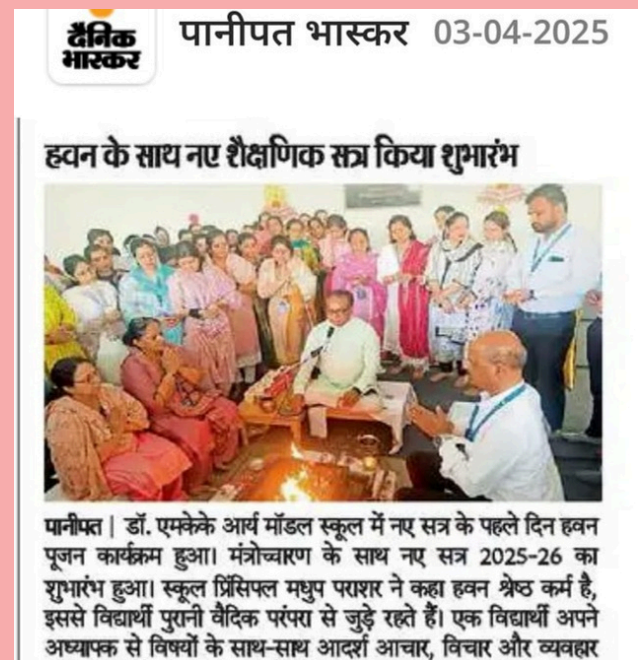 दैनिक
भास्कर
पानीपत भास्कर 03-04-2025
हवन के साथ नए शैक्षणिक सत्र किया शुभारंभ
पानीपत | डॉ. एमकेके आर्य मॉडल स्कूल में नए सत्र के पहले दिन हवन
पूजन कार्यक्रम हुआ। मंत्रोच्चारण के साथ नए सत्र 2025-26 का
शुभारंभ हुआ। स्कूल प्रिंसिपल मधुप पराशर ने कहा हवन श्रेष्ठ कर्म है,
इससे विद्यार्थी पुरानी वैदिक परंपरा से जुड़े रहते हैं। एक विद्यार्थी अपने
अध्यापक से विषयों के साथ-साथ आदर्श आचार, विचार और व्यवहार